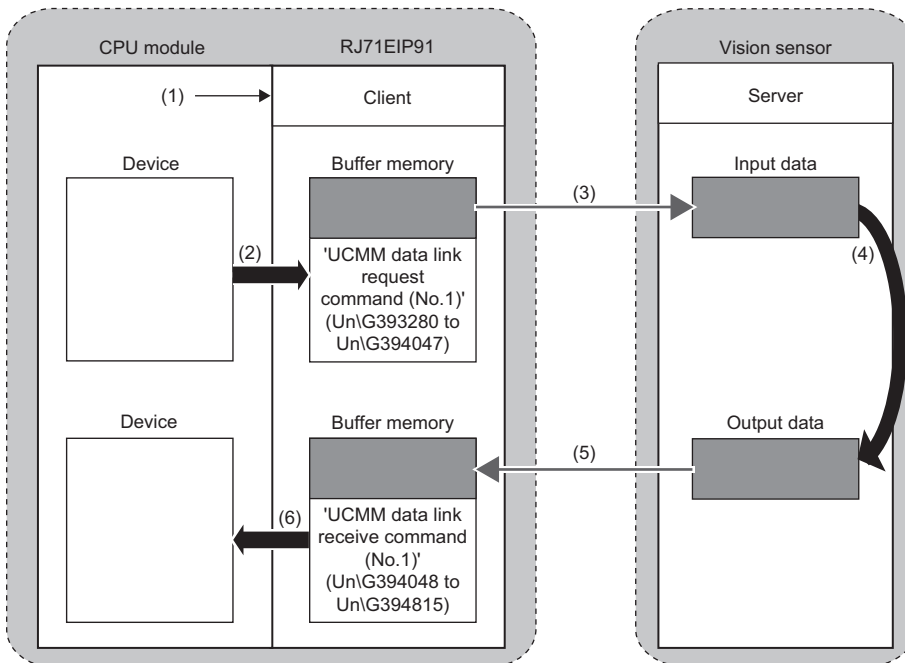 CPU module
RJ71EIP91
Vision sensor
(1)
Client
Server
Device
Buffer memory
Input data
(2)
(3)
(4)
'UCMM data link
request
command (No.1)'
(Un\G393280 to
Un\G394047)
Device
Buffer memory
Output data
(5)
(6)
'UCMM data link
receive command
(No.1)'
(Un\G394048 to
Un\G394815)